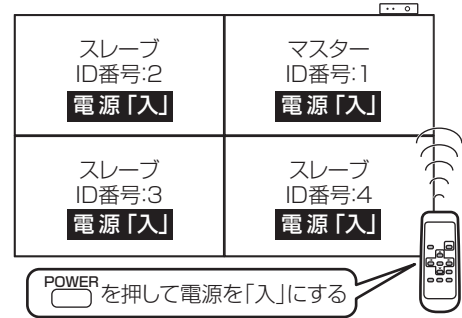 スレーブ
ID番号:2
電源「入」
マスター
ID番号:1
電源「入」
スレーブ
ID番号:3
電源「入」
スレーブ
ID番号:4
電源「入」
POWER を押して電源を「入」にする